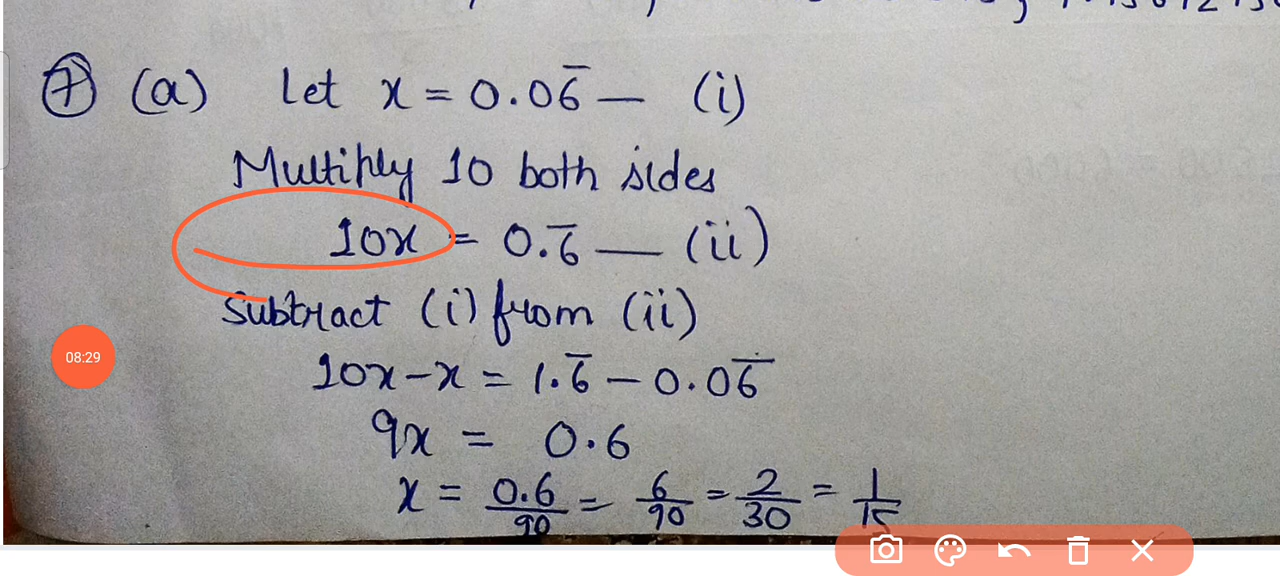 ⑦ (a) Let x = 0.06̅ — (i)
Multiply 10 both sides
10x = 0.6̅ — (ii)
Subtract (i) from (ii)
08:29
10x-x = 1.6̅ - 0.06̅
9x = 0.6
x = 0.6/90 = 6/90 = 2/30 = 1/15